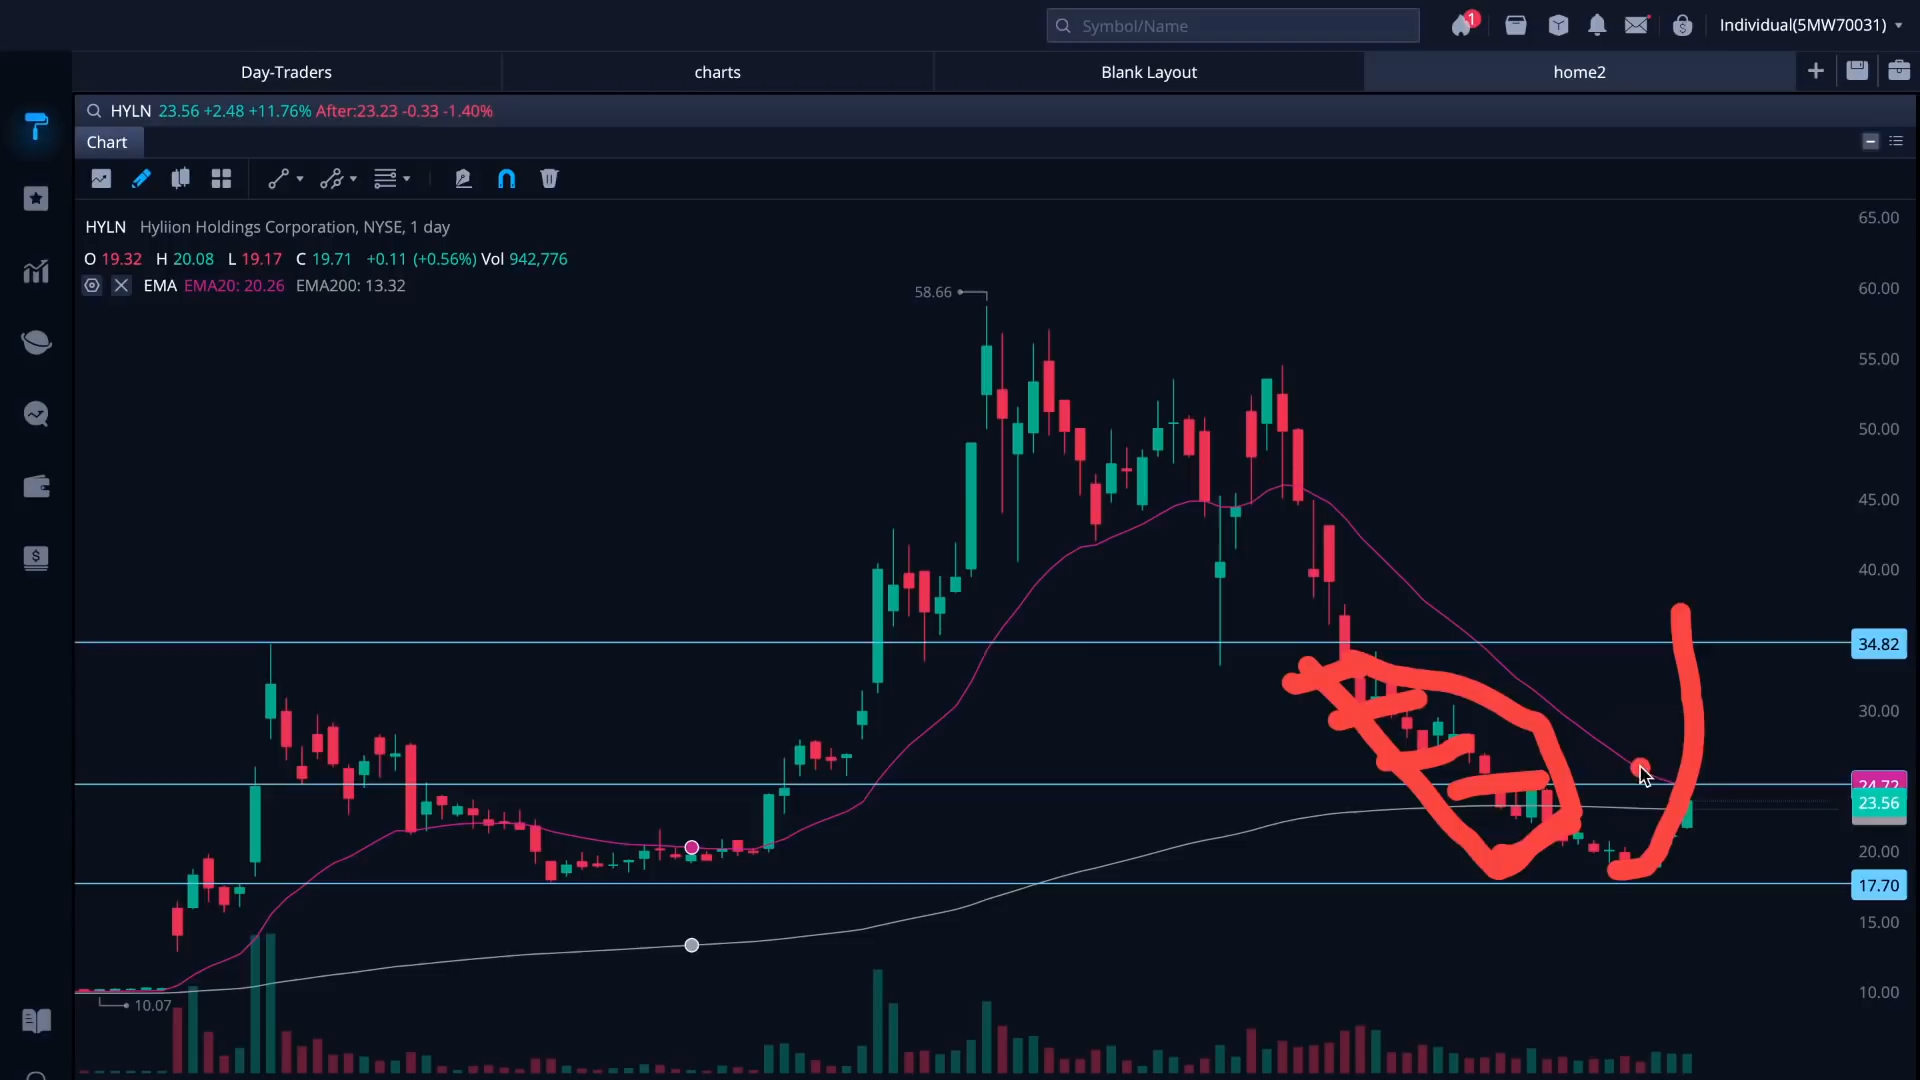 Symbol/Name
1
Individual(5MW70031)
Day-Traders
charts
Blank Layout
home2
HYLN 23.56 +2.48 +11.76% After:23.23 -0.33 -1.40%
Chart
HYLN Hyliion Holdings Corporation, NYSE, 1 day
O 19.32 H 20.08 L 19.17 C 19.71 +0.11 (+0.56%) Vol 942,776
EMA EMA20: 20.26 EMA200: 13.32
65.00
60.00
58.66
55.00
50.00
45.00
40.00
34.82
30.00
24.72
23.56
20.00
17.70
15.00
10.00
10.07